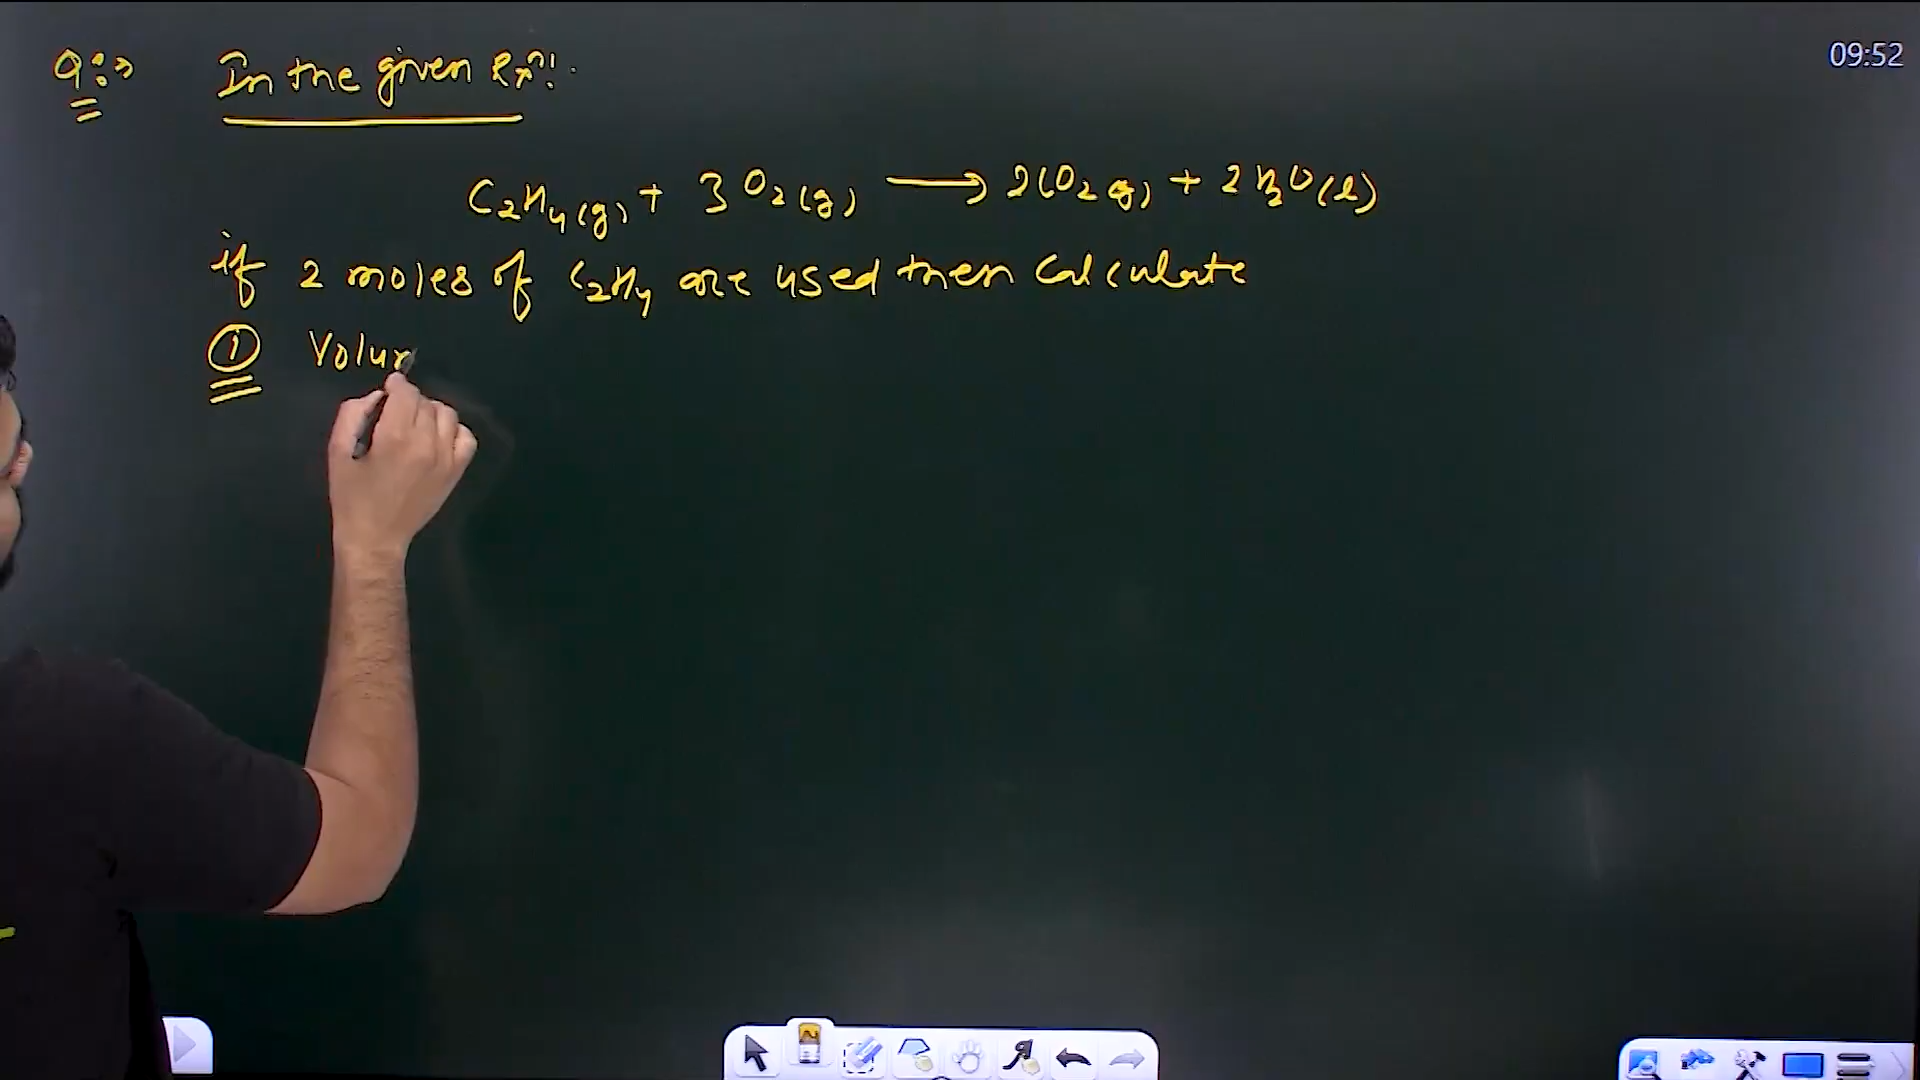 Q:→ In the given Rxn!.
09:52
C₂H₄(g) + 3O₂(g) ⟶ 2CO₂(g) + 2H₂O(l)
if 2 moles of C₂H₄ are used then Calculate
① Volum